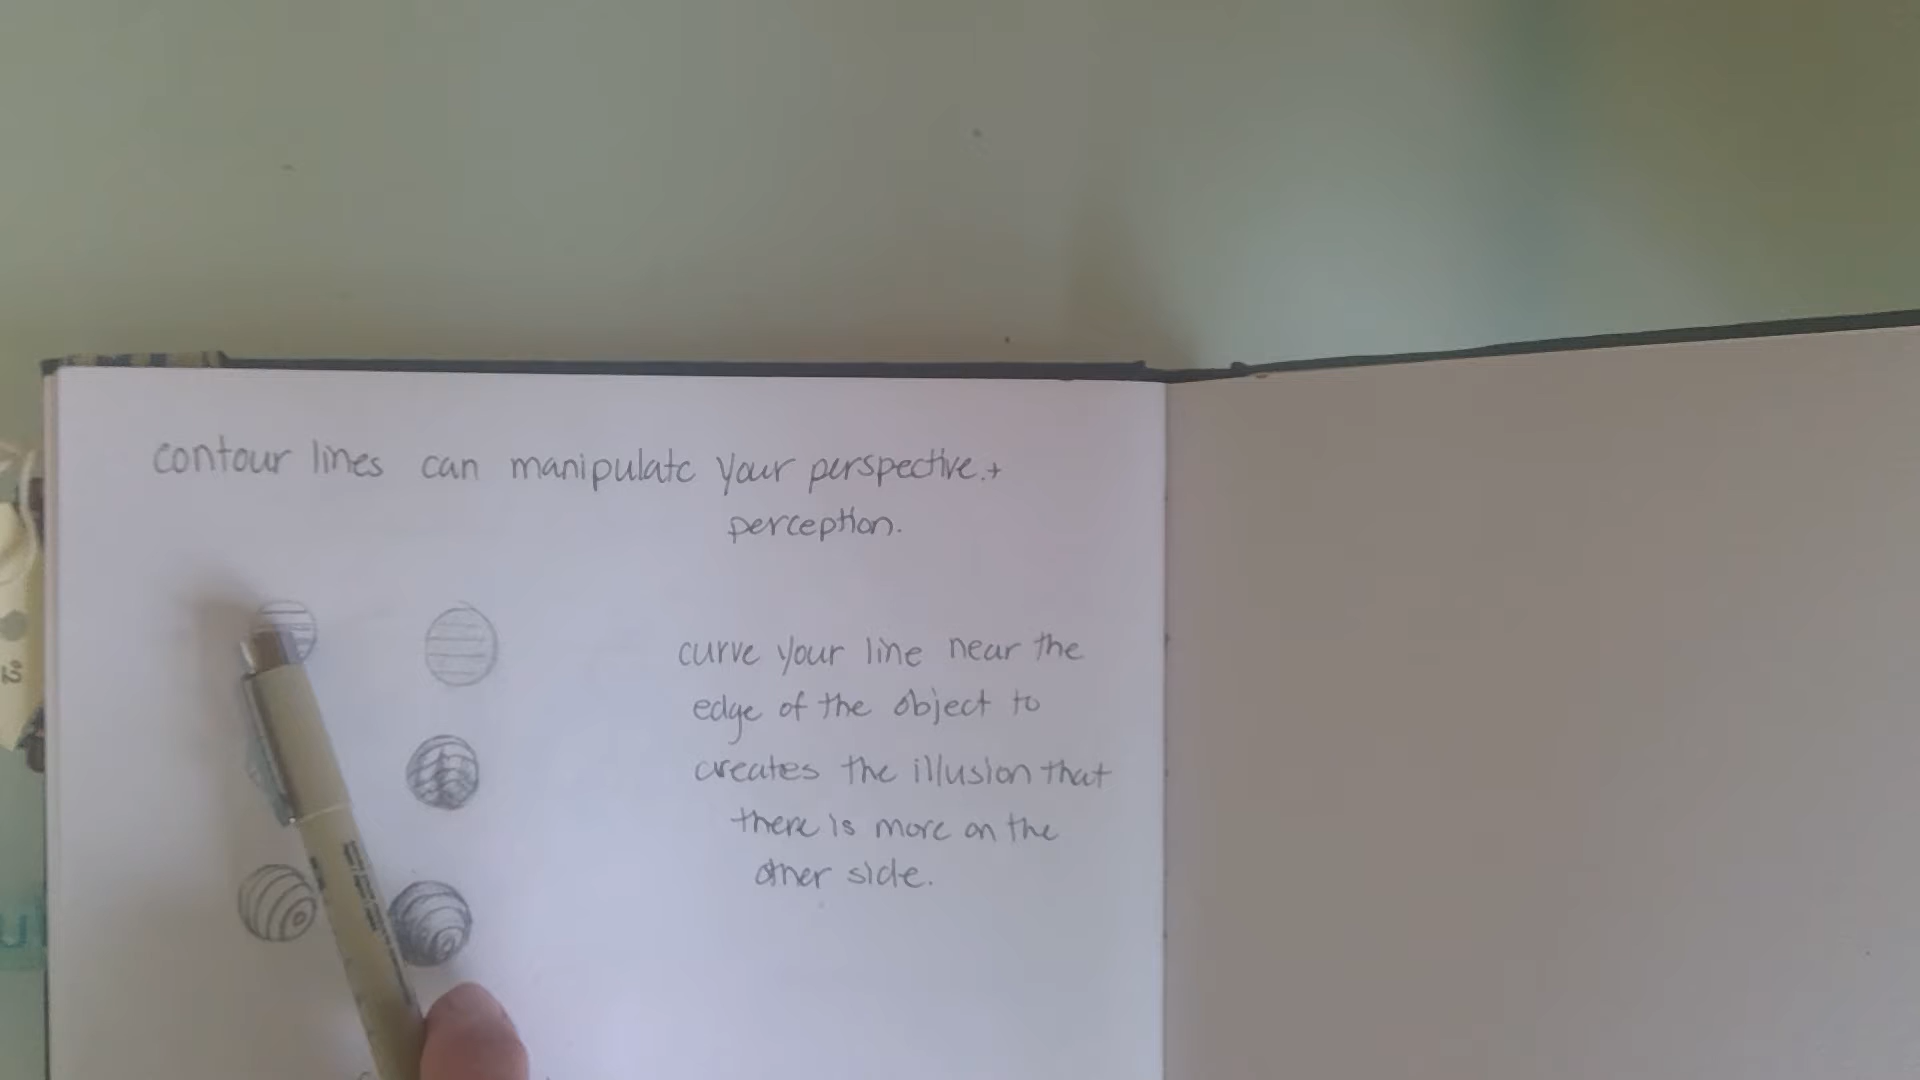 contour lines can manipulate your perspective.+
perception.
curve your line near the
edge of the object to
creates the illusion that
there is more on the
other side.